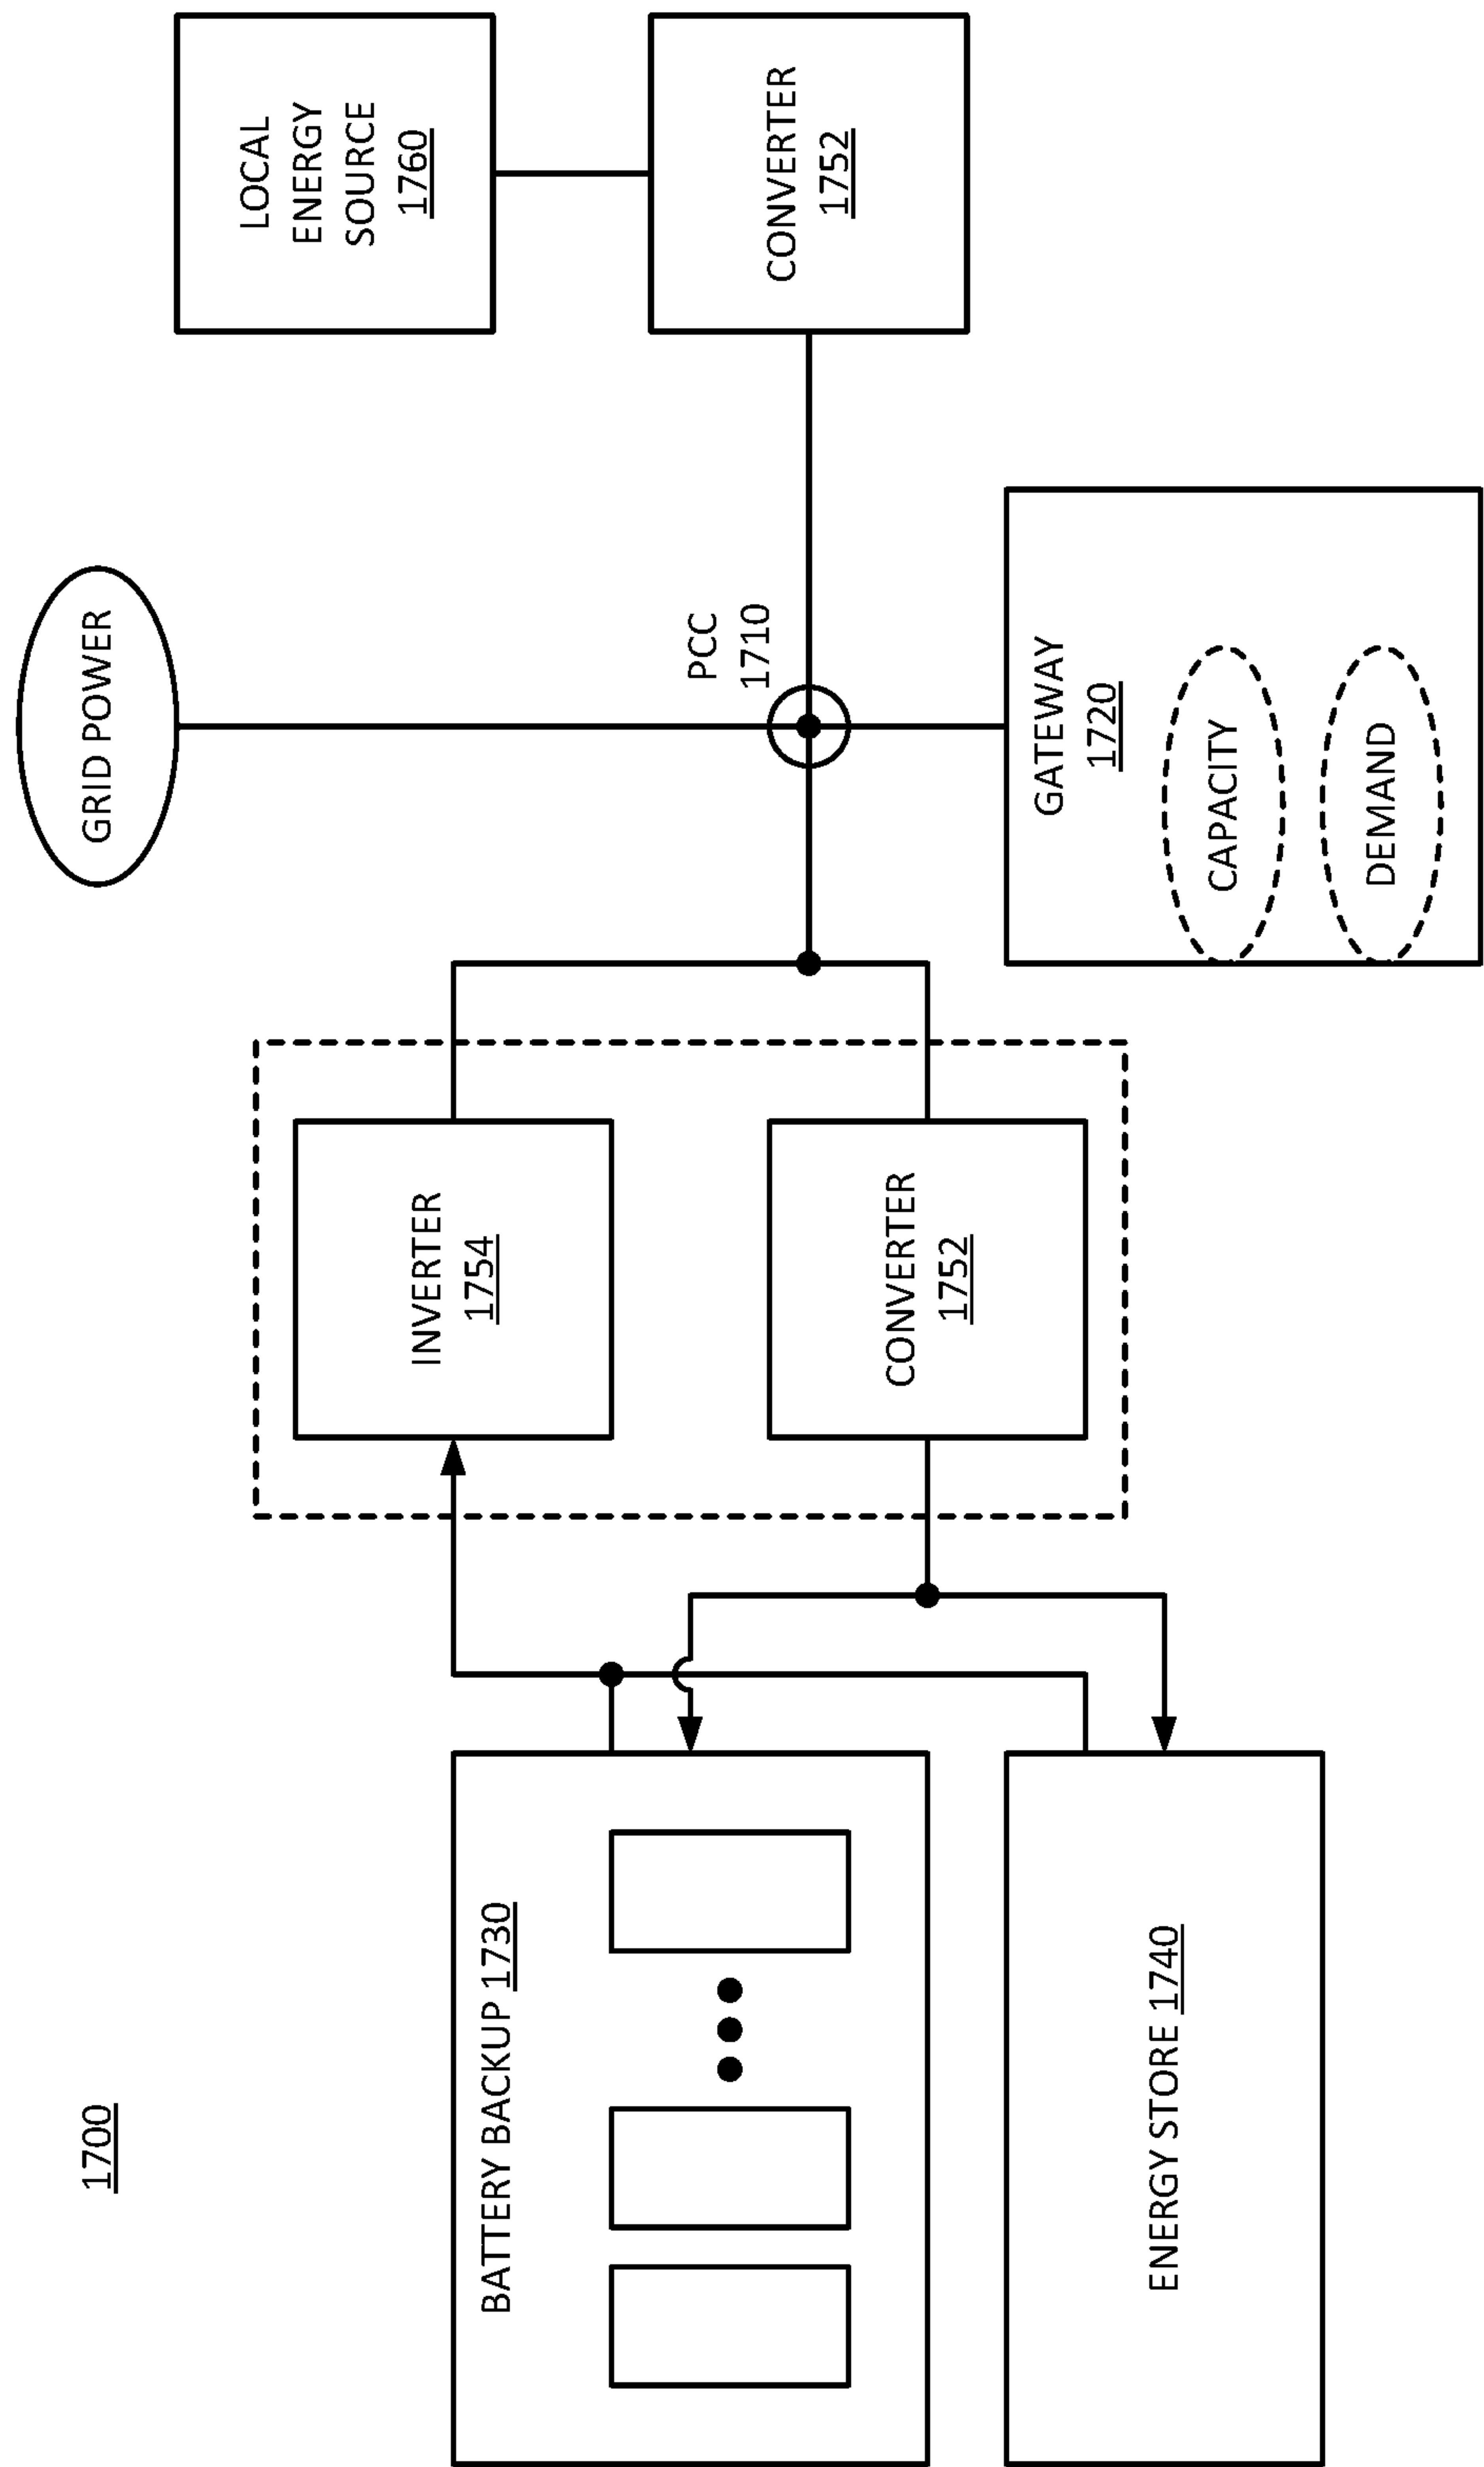 1700
GRID POWER
LOCAL
ENERGY
SOURCE
1760
BATTERY BACKUP 1730
INVERTER
1754
PCC
1710
CONVERTER
1752
CONVERTER
1752
ENERGY STORE 1740
GATEWAY
1720
CAPACITY
DEMAND